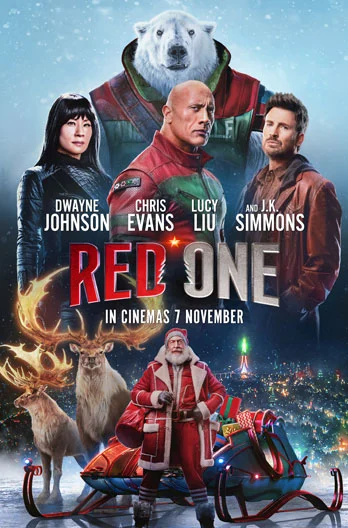 DWAYNE JOHNSON
CHRIS EVANS
LUCY LIU
AND J.K. SIMMONS
RED ONE
IN CINEMAS 7 NOVEMBER